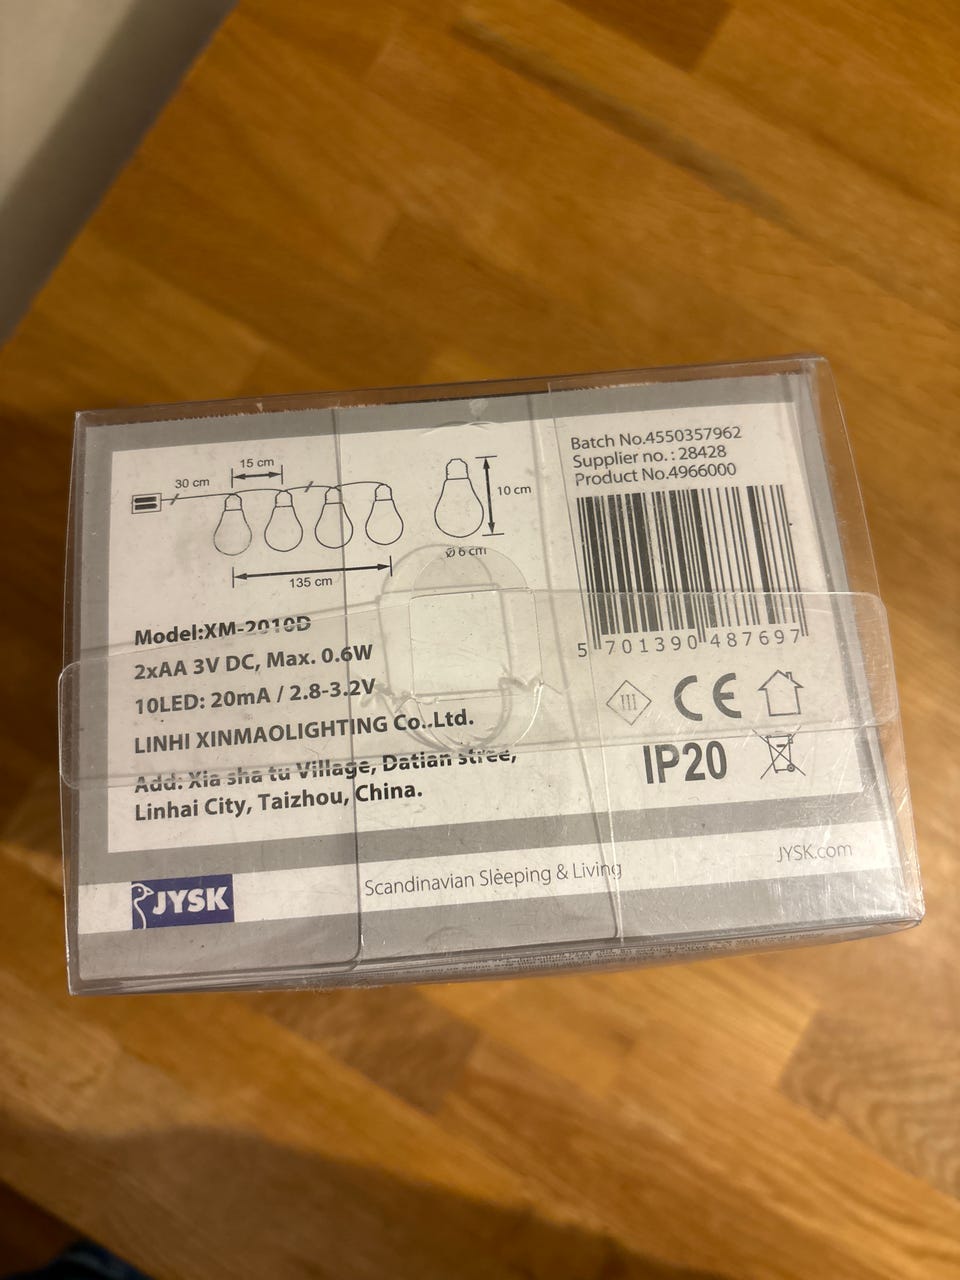 15 cm
30 cm
10 cm
Ø 6 cm
135 cm
Model:XM-2010D
2xAA 3V DC, Max. 0.6W
10LED: 20mA / 2.8-3.2V
LINHI XINMAOLIGHTING Co..Ltd.
Add: Xia sha tu Village, Datian stree,
Linhai City, Taizhou, China.
Batch No.4550357962
Supplier no.: 28428
Product No.4966000
5 701390 487697
III
CE
IP20
JYSK
Scandinavian Sleeping & Living
JYSK.com